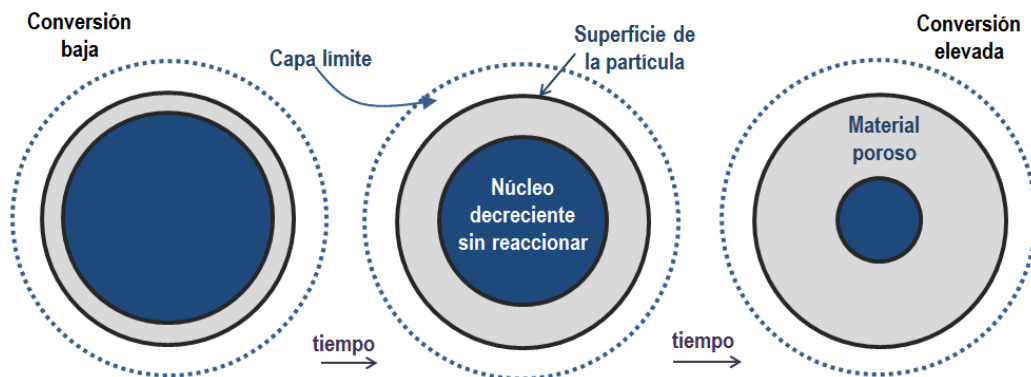 Conversión
baja
Capa límite
Superficie de
la partícula
Conversión
elevada
Núcleo
decreciente
sin reaccionar
Material
poroso
tiempo
tiempo